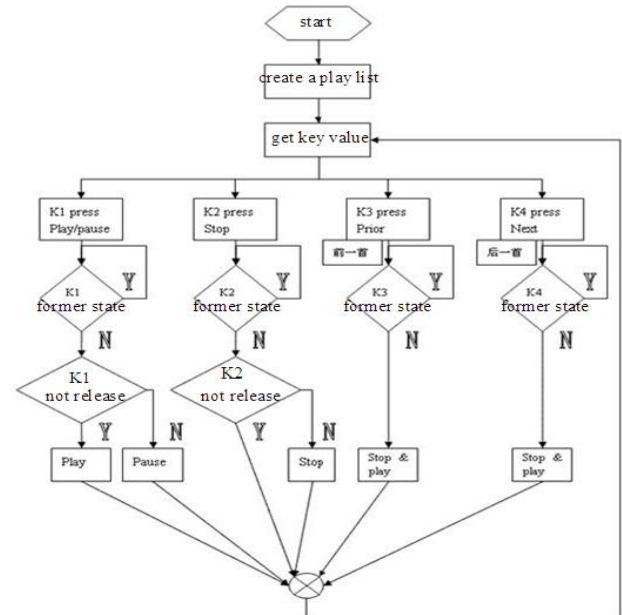 start
create a play list
get key value
K1 press
Play/pause
K2 press
Stop
K3 press
Prior
K4 press
Next
前一首
后一首
Y
Y
Y
Y
K1
former state
K2
former state
K3
former state
K4
former state
N
N
N
N
K1
not release
K2
not release
Y
N
Y
N
Play
Pause
Stop
Stop &
play
Stop &
play